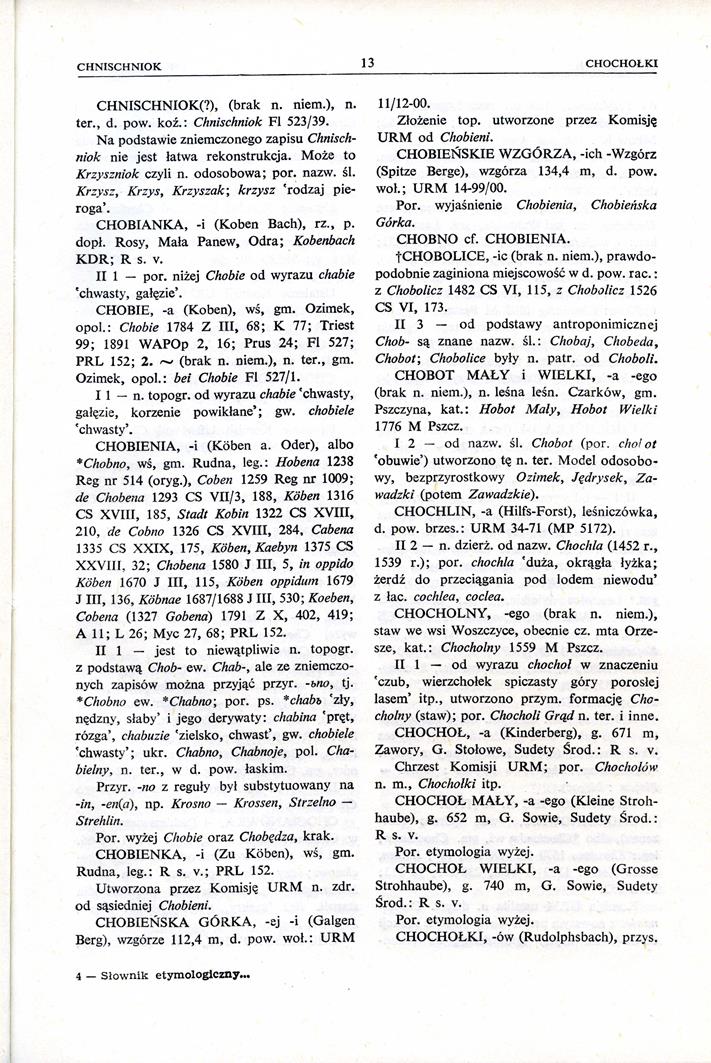 CHNISCHNIOK
13
CHOCHOŁKI
CHNISCHNIOK(?), (brak n. niem.), n.
ter., d. pow. koź.: Chnischniok Fl 523/39.
Na podstawie zniemczonego zapisu Chnisch-
niok nie jest łatwa rekonstrukcja. Może to
Krzyszniok czyli n. odosobowa; por. nazw. śl.
Krzysz, Krzys, Krzyszak; krzysz ‘rodzaj pie-
roga’.
CHOBIANKA, -i (Koben Bach), rz., p.
dopł. Rosy, Mała Panew, Odra; Kobenbach
KDR; R s. v.
II 1 — por. niżej Chobie od wyrazu chabie
‘chwasty, gałęzie’.
CHOBIE, -a (Koben), wś, gm. Ozimek,
opol.: Chobie 1784 Z III, 68; K 77; Triest
99; 1891 WAPOp 2, 16; Prus 24; Fl 527;
PRL 152; 2. ~ (brak n. niem.), n. ter., gm.
Ozimek, opol.: bei Chobie Fl 527/1.
I 1 — n. topogr. od wyrazu chabie ‘chwasty,
gałęzie, korzenie powikłane’; gw. chobiele
‘chwasty’.
CHOBIENIA, -i (Köben a. Oder), albo
*Chobno, wś, gm. Rudna, leg.: Hobena 1238
Reg nr 514 (oryg.), Coben 1259 Reg nr 1009;
de Chobena 1293 CS VII/3, 188, Köben 1316
CS XVIII, 185, Stadt Kobin 1322 CS XVIII,
210, de Cobno 1326 CS XVIII, 284, Cabena
1335 CS XXIX, 175, Köben, Kaebyn 1375 CS
XXVIII, 32; Chobena 1580 J III, 5, in oppido
Köben 1670 J III, 115, Köben oppidum 1679
J III, 136, Köbnae 1687/1688 J III, 530; Koeben,
Cobena (1327 Gobena) 1791 Z X, 402, 419;
A 11; L 26; Myc 27, 68; PRL 152.
II 1 — jest to niewątpliwie n. topogr.
z podstawą Chob- ew. Chab-, ale ze zniemczo-
nych zapisów można przyjąć przyr. -ьno, tj.
*Chobno ew. *Chabno; por. ps. *chabъ ‘zły,
nędzny, słaby’ i jego derywaty: chabina ‘pręt,
rózga’, chabuzie ‘zielsko, chwast’, gw. chobiele
‘chwasty’; ukr. Chabno, Chabnoje, pol. Cha-
bielny, n. ter., w d. pow. łaskim.
Przyr. -no z reguły był substytuowany na
-in, -en(a), np. Krosno — Krossen, Strzelno —
Strehlin.
Por. wyżej Chobie oraz Chobędza, krak.
CHOBIENKA, -i (Zu Köben), wś, gm.
Rudna, leg.: R s. v.; PRL 152.
Utworzona przez Komisję URM n. zdr.
od sąsiedniej Chobieni.
CHOBIEŃSKA GÓRKA, -ej -i (Galgen
Berg), wzgórze 112,4 m, d. pow. woł.: URM
4 — Słownik etymologiczny...
11/12-00.
Złożenie top. utworzone przez Komisję
URM od Chobieni.
CHOBIEŃSKIE WZGÓRZA, -ich -Wzgórz
(Spitze Berge), wzgórza 134,4 m, d. pow.
woł.; URM 14-99/00.
Por. wyjaśnienie Chobienia, Chobieńska
Górka.
CHOBNO cf. CHOBIENIA.
†CHOBOLICE, -ic (brak n. niem.), prawdo-
podobnie zaginiona miejscowość w d. pow. rac.:
z Chobolicz 1482 CS VI, 115, z Chobolicz 1526
CS VI, 173.
II 3 — od podstawy antroponimicznej
Chob- są znane nazw. śl.: Chobaj, Chobeda,
Chobot; Chobolice były n. patr. od Choboli.
CHOBOT MAŁY i WIELKI, -a -ego
(brak n. niem.), n. leśna leśn. Czarków, gm.
Pszczyna, kat.: Hobot Mały, Hobot Wielki
1776 M Pszcz.
I 2 — od nazw. śl. Chobot (por. chobot
‘obuwie’) utworzono tę n. ter. Model odosobo-
wy, bezprzyrostkowy Ozimek, Jędrysek, Za-
wadzki (potem Zawadzkie).
CHOCHLIN, -a (Hilfs-Forst), leśniczówka,
d. pow. brzes.: URM 34-71 (MP 5172).
II 2 — n. dzierż. od nazw. Chochla (1452 r.,
1539 r.); por. chochla ‘duża, okrągła łyżka;
żerdź do przeciągania pod lodem niewodu’
z łac. cochlea, coclea.
CHOCHOLNY, -ego (brak n. niem.),
staw we wsi Woszczyce, obecnie cz. mta Orze-
sze, kat.: Chocholny 1559 M Pszcz.
II 1 — od wyrazu chochoł w znaczeniu
‘czub, wierzchołek spiczasty góry porosłej
lasem’ itp., utworzono przym. formację Cho-
cholny (staw); por. Chocholi Grąd n. ter. i inne.
CHOCHOŁ, -a (Kinderberg), g. 671 m,
Zawory, G. Stołowe, Sudety Środ.: R s. v.
Chrzest Komisji URM; por. Chochołów
n. m., Chochołki itp.
CHOCHOŁ MAŁY, -a -ego (Kleine Stroh-
haube), g. 652 m, G. Sowie, Sudety Środ.:
R s. v.
Por. etymologia wyżej.
CHOCHOŁ WIELKI, -a -ego (Grosse
Strohhaube), g. 740 m, G. Sowie, Sudety
Środ.: R s. v.
Por. etymologia wyżej.
CHOCHOŁKI, -ów (Rudolphsbach), przys.